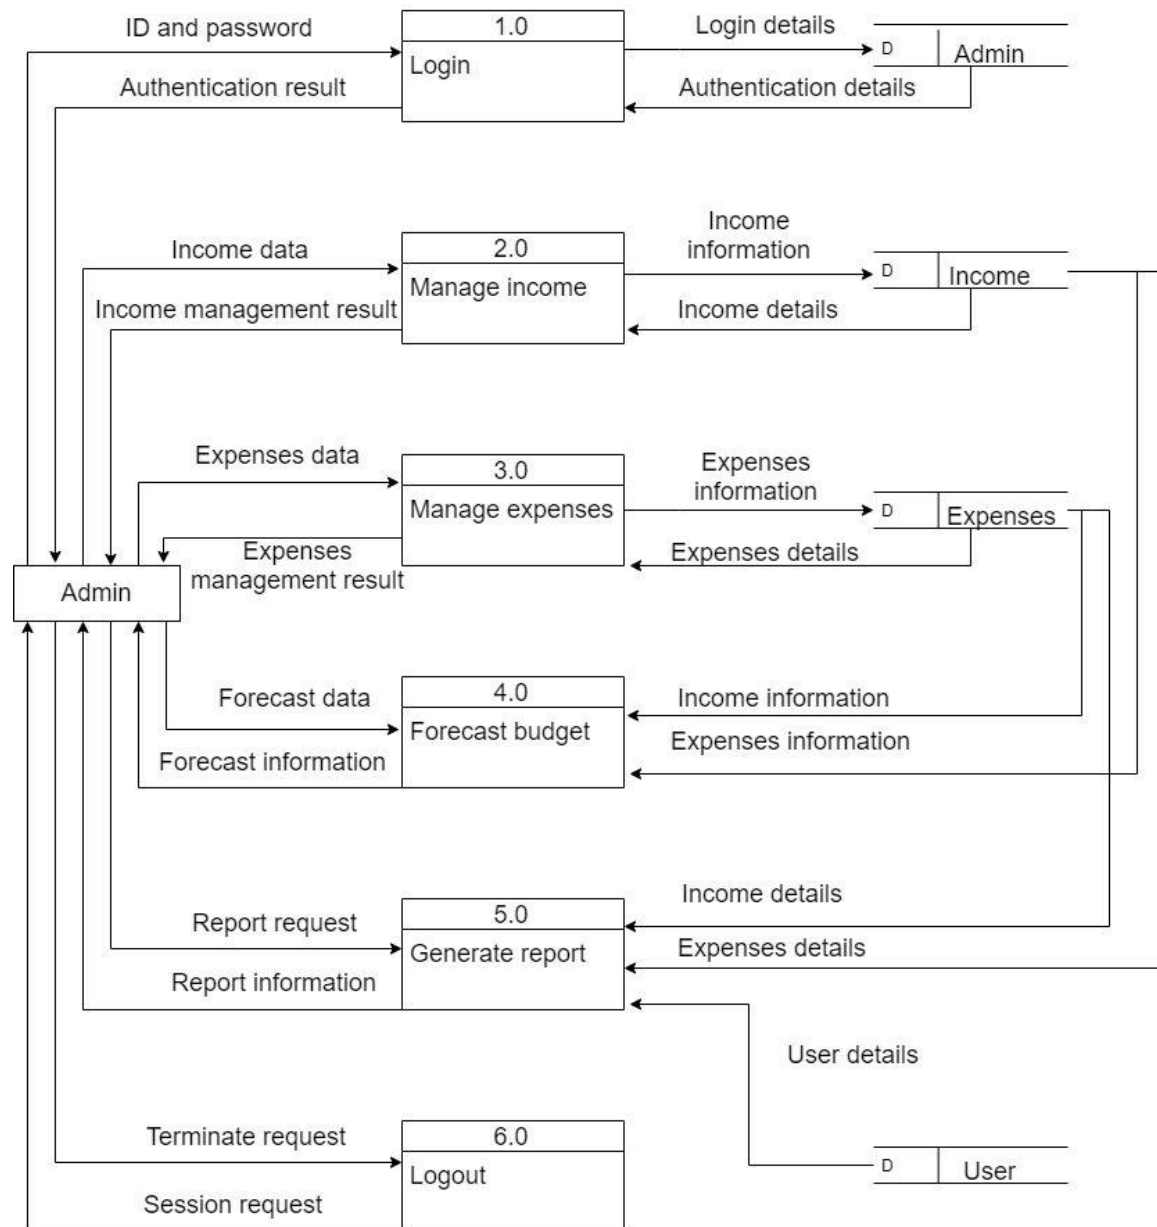 ID and password
1.0
Login details
Login
D
Admin
Authentication result
Authentication details
Income data
2.0
Income
information
Manage income
D
Income
Income management result
Income details
Expenses data
3.0
Expenses
information
Manage expenses
D
Expenses
Expenses
management result
Expenses details
Admin
Forecast data
4.0
Income information
Forecast budget
Expenses information
Forecast information
Income details
Report request
5.0
Generate report
Expenses details
Report information
User details
Terminate request
6.0
Logout
D
User
Session request